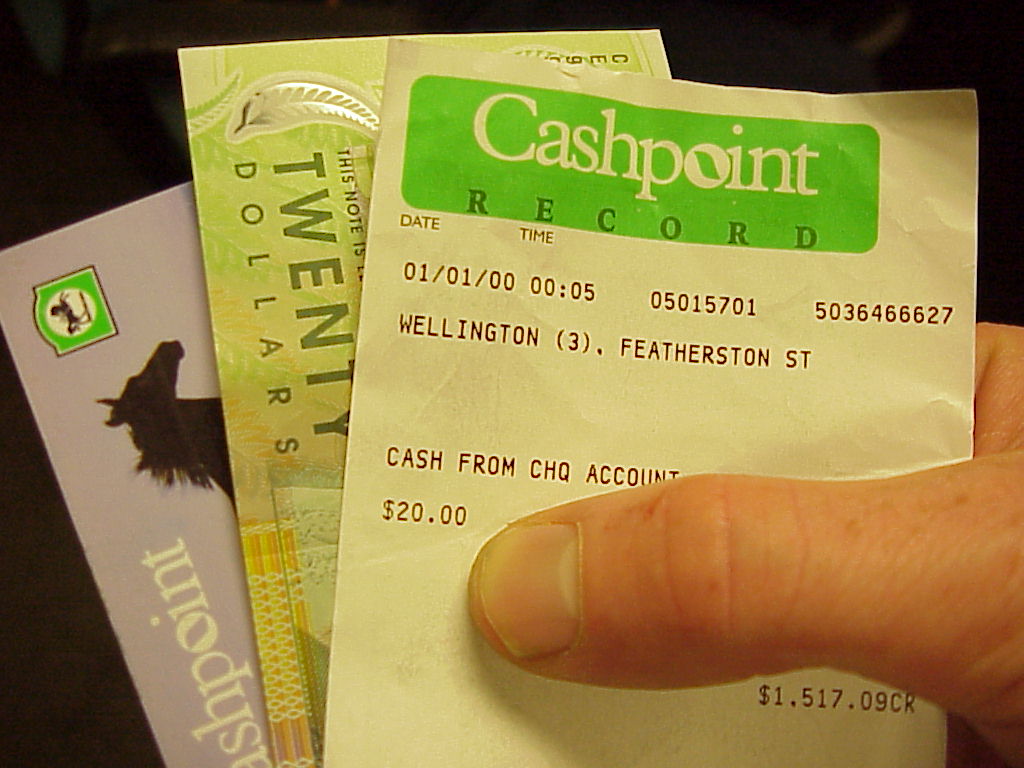 Cashpoint
RECORD
DATE TIME
01/01/00 00:05 05015701 5036466627
WELLINGTON (3). FEATHERSTON ST
CASH FROM CHQ ACCOUNT
$20.00
$1.517.09CR
TWENTY
DOLLARS
THIS NOTE IS
ashpoint